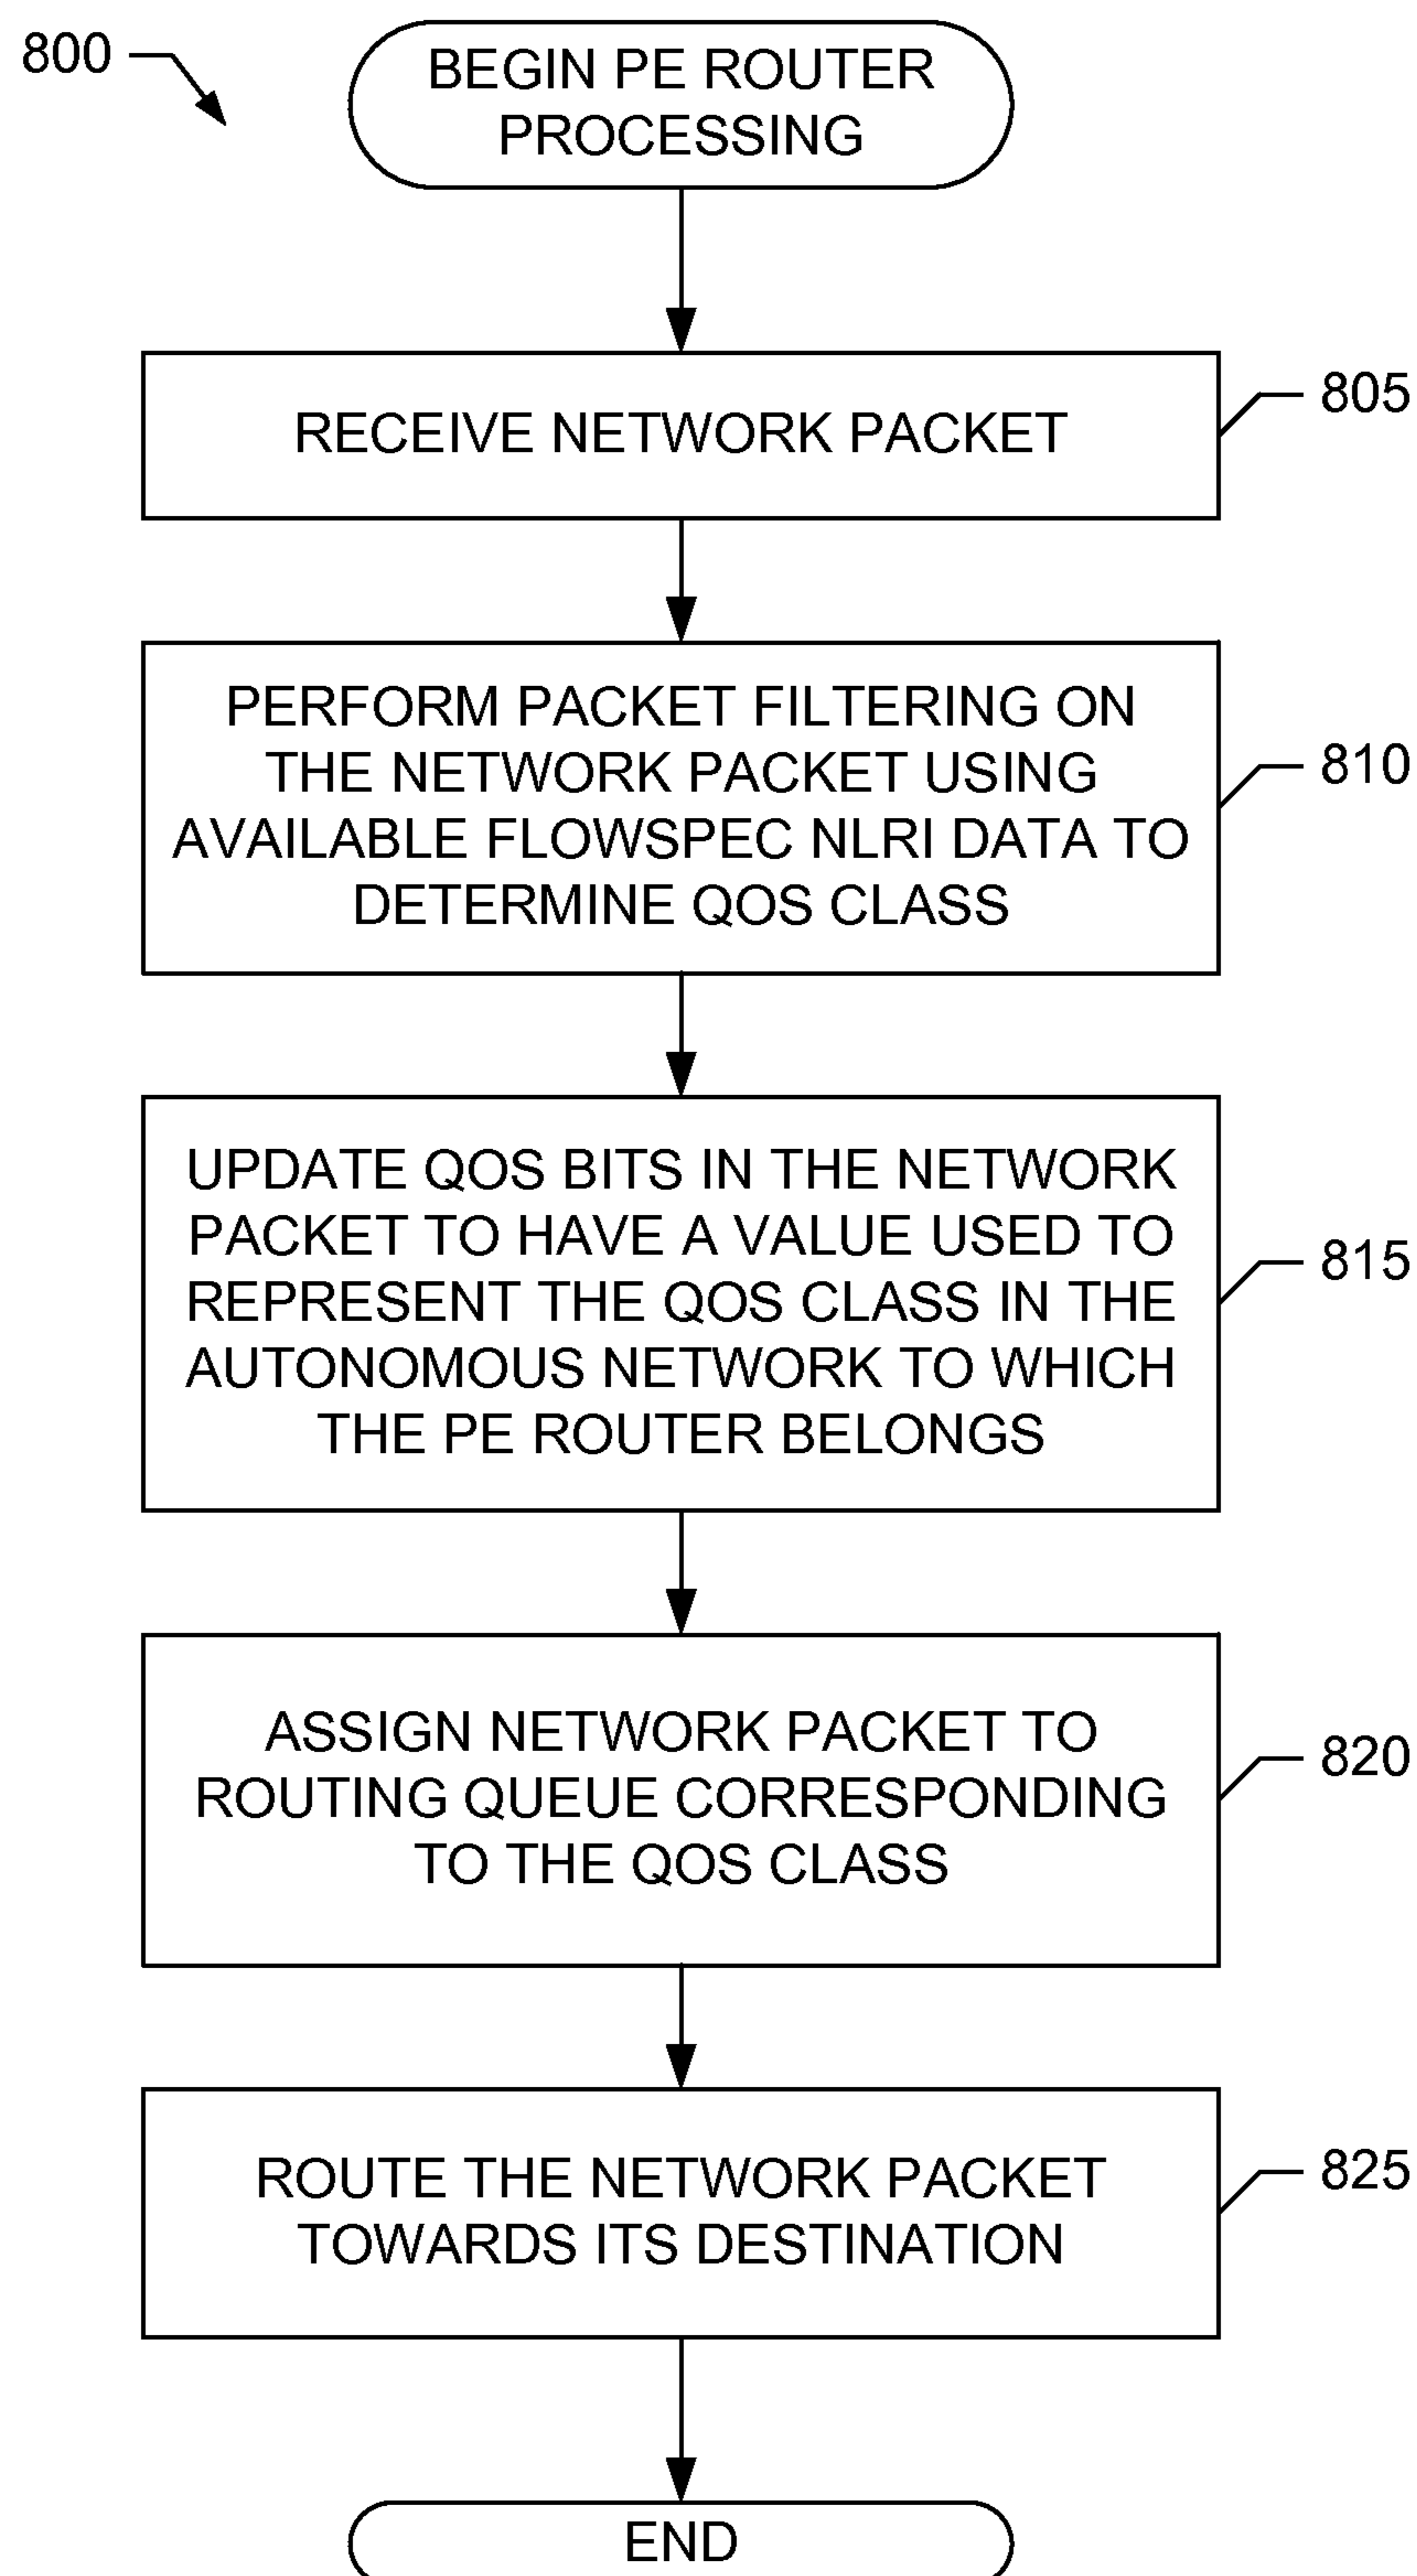 800
BEGIN PE ROUTER
PROCESSING
RECEIVE NETWORK PACKET
805
PERFORM PACKET FILTERING ON
THE NETWORK PACKET USING
AVAILABLE FLOWSPEC NLRI DATA TO
DETERMINE QOS CLASS
810
UPDATE QOS BITS IN THE NETWORK
PACKET TO HAVE A VALUE USED TO
REPRESENT THE QOS CLASS IN THE
AUTONOMOUS NETWORK TO WHICH
THE PE ROUTER BELONGS
815
ASSIGN NETWORK PACKET TO
ROUTING QUEUE CORRESPONDING
TO THE QOS CLASS
820
ROUTE THE NETWORK PACKET
TOWARDS ITS DESTINATION
825
END